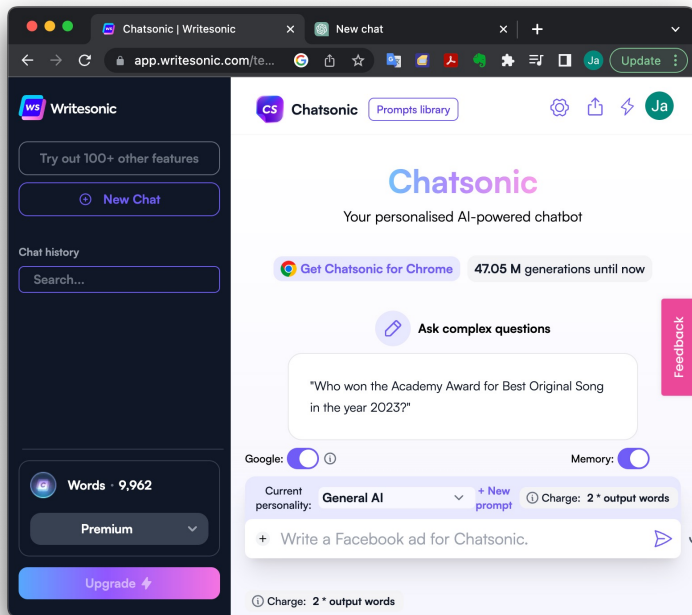 Chatsonic | Writesonic
New chat
app.writesonic.com/te...
Ja
Update
WS Writesonic
CS Chatsonic
Prompts library
Ja
Try out 100+ other features
New Chat
Chat history
Search...
Chatsonic
Your personalised AI-powered chatbot
Get Chatsonic for Chrome
47.05 M generations until now
Ask complex questions
"Who won the Academy Award for Best Original Song
in the year 2023?"
Feedback
Google:
Memory:
Words · 9,962
Premium
Upgrade
Current
personality:
General AI
+ New
prompt
Charge: 2 * output words
+ Write a Facebook ad for Chatsonic.
Charge: 2 * output words